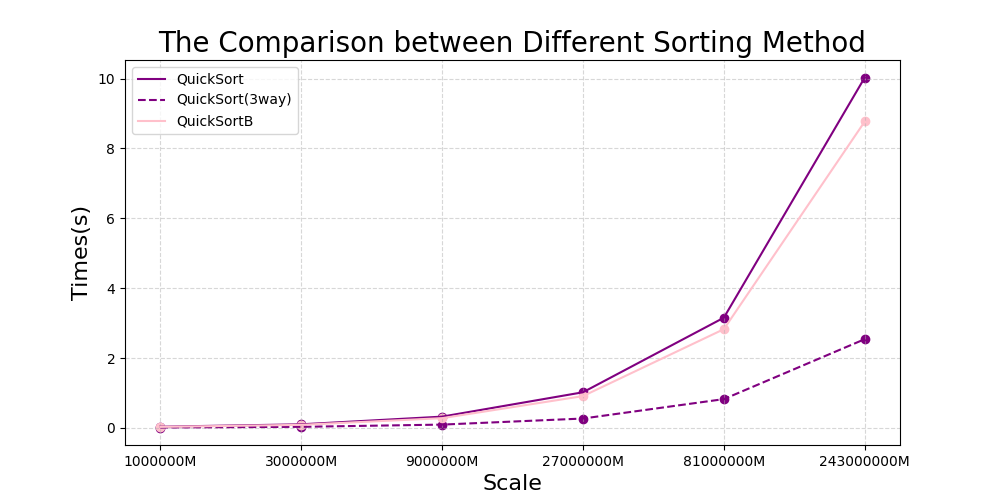 The Comparison between Different Sorting Method
QuickSort
QuickSort(3way)
QuickSortB
10
8
6
4
2
0
Times(s)
1000000M 3000000M 9000000M 27000000M 81000000M 243000000M
Scale